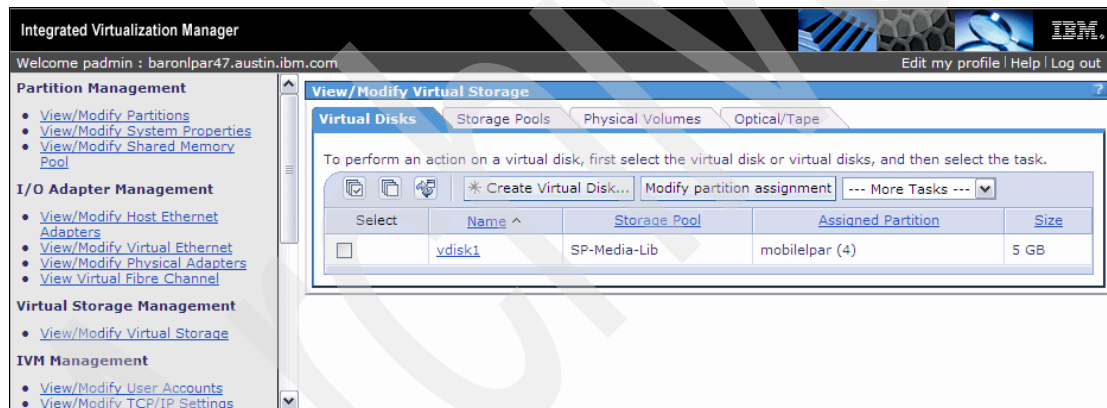 Integrated Virtualization Manager
IBM.
Welcome padmin : baronlpar47.austin.ibm.com
Edit my profile | Help | Log out
Partition Management
View/Modify Partitions
View/Modify System Properties
View/Modify Shared Memory
Pool
I/O Adapter Management
View/Modify Host Ethernet
Adapters
View/Modify Virtual Ethernet
View/Modify Physical Adapters
View Virtual Fibre Channel
Virtual Storage Management
View/Modify Virtual Storage
IVM Management
View/Modify User Accounts
View/Modify TCP/IP Settings
View/Modify Virtual Storage
?
Virtual Disks Storage Pools Physical Volumes Optical/Tape
To perform an action on a virtual disk, first select the virtual disk or virtual disks, and then select the task.
Create Virtual Disk... Modify partition assignment --- More Tasks ---
Select Name ^ Storage Pool Assigned Partition Size
vdisk1 SP-Media-Lib mobilelpar (4) 5 GB